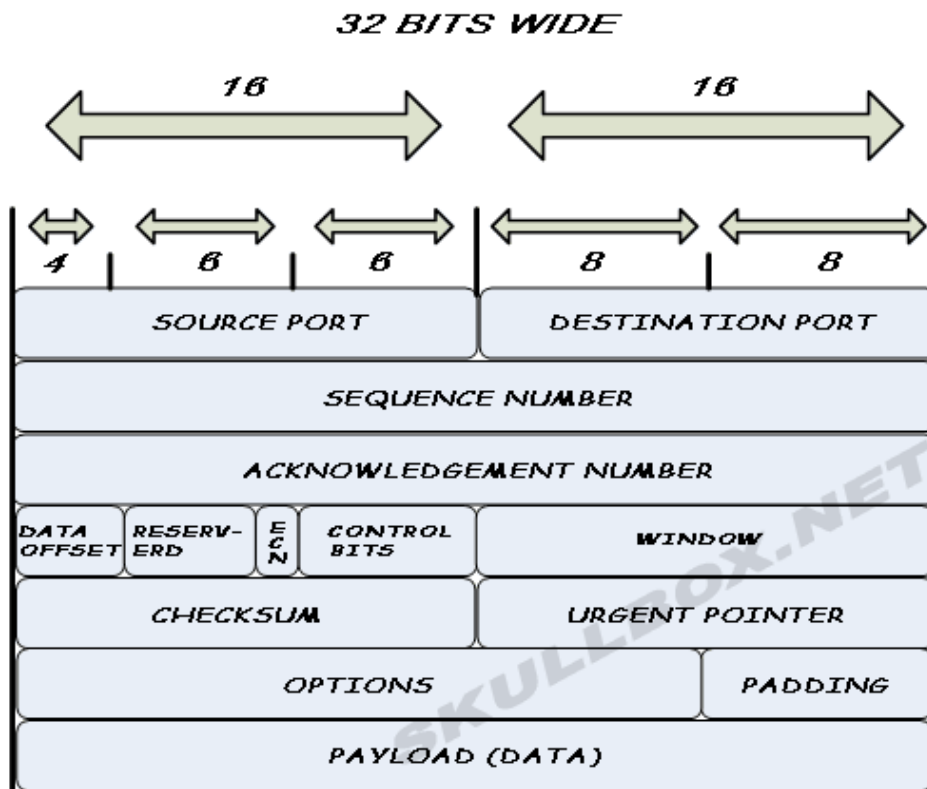 32 BITS WIDE
16 16
4 6 6 8 8
SOURCE PORT DESTINATION PORT
SEQUENCE NUMBER
ACKNOWLEDGEMENT NUMBER
DATA
OFFSET
RESERV-
ERD
E
C
N
CONTROL
BITS
WINDOW
CHECKSUM URGENT POINTER
OPTIONS PADDING
PAYLOAD (DATA)
SKULLBOX.NET